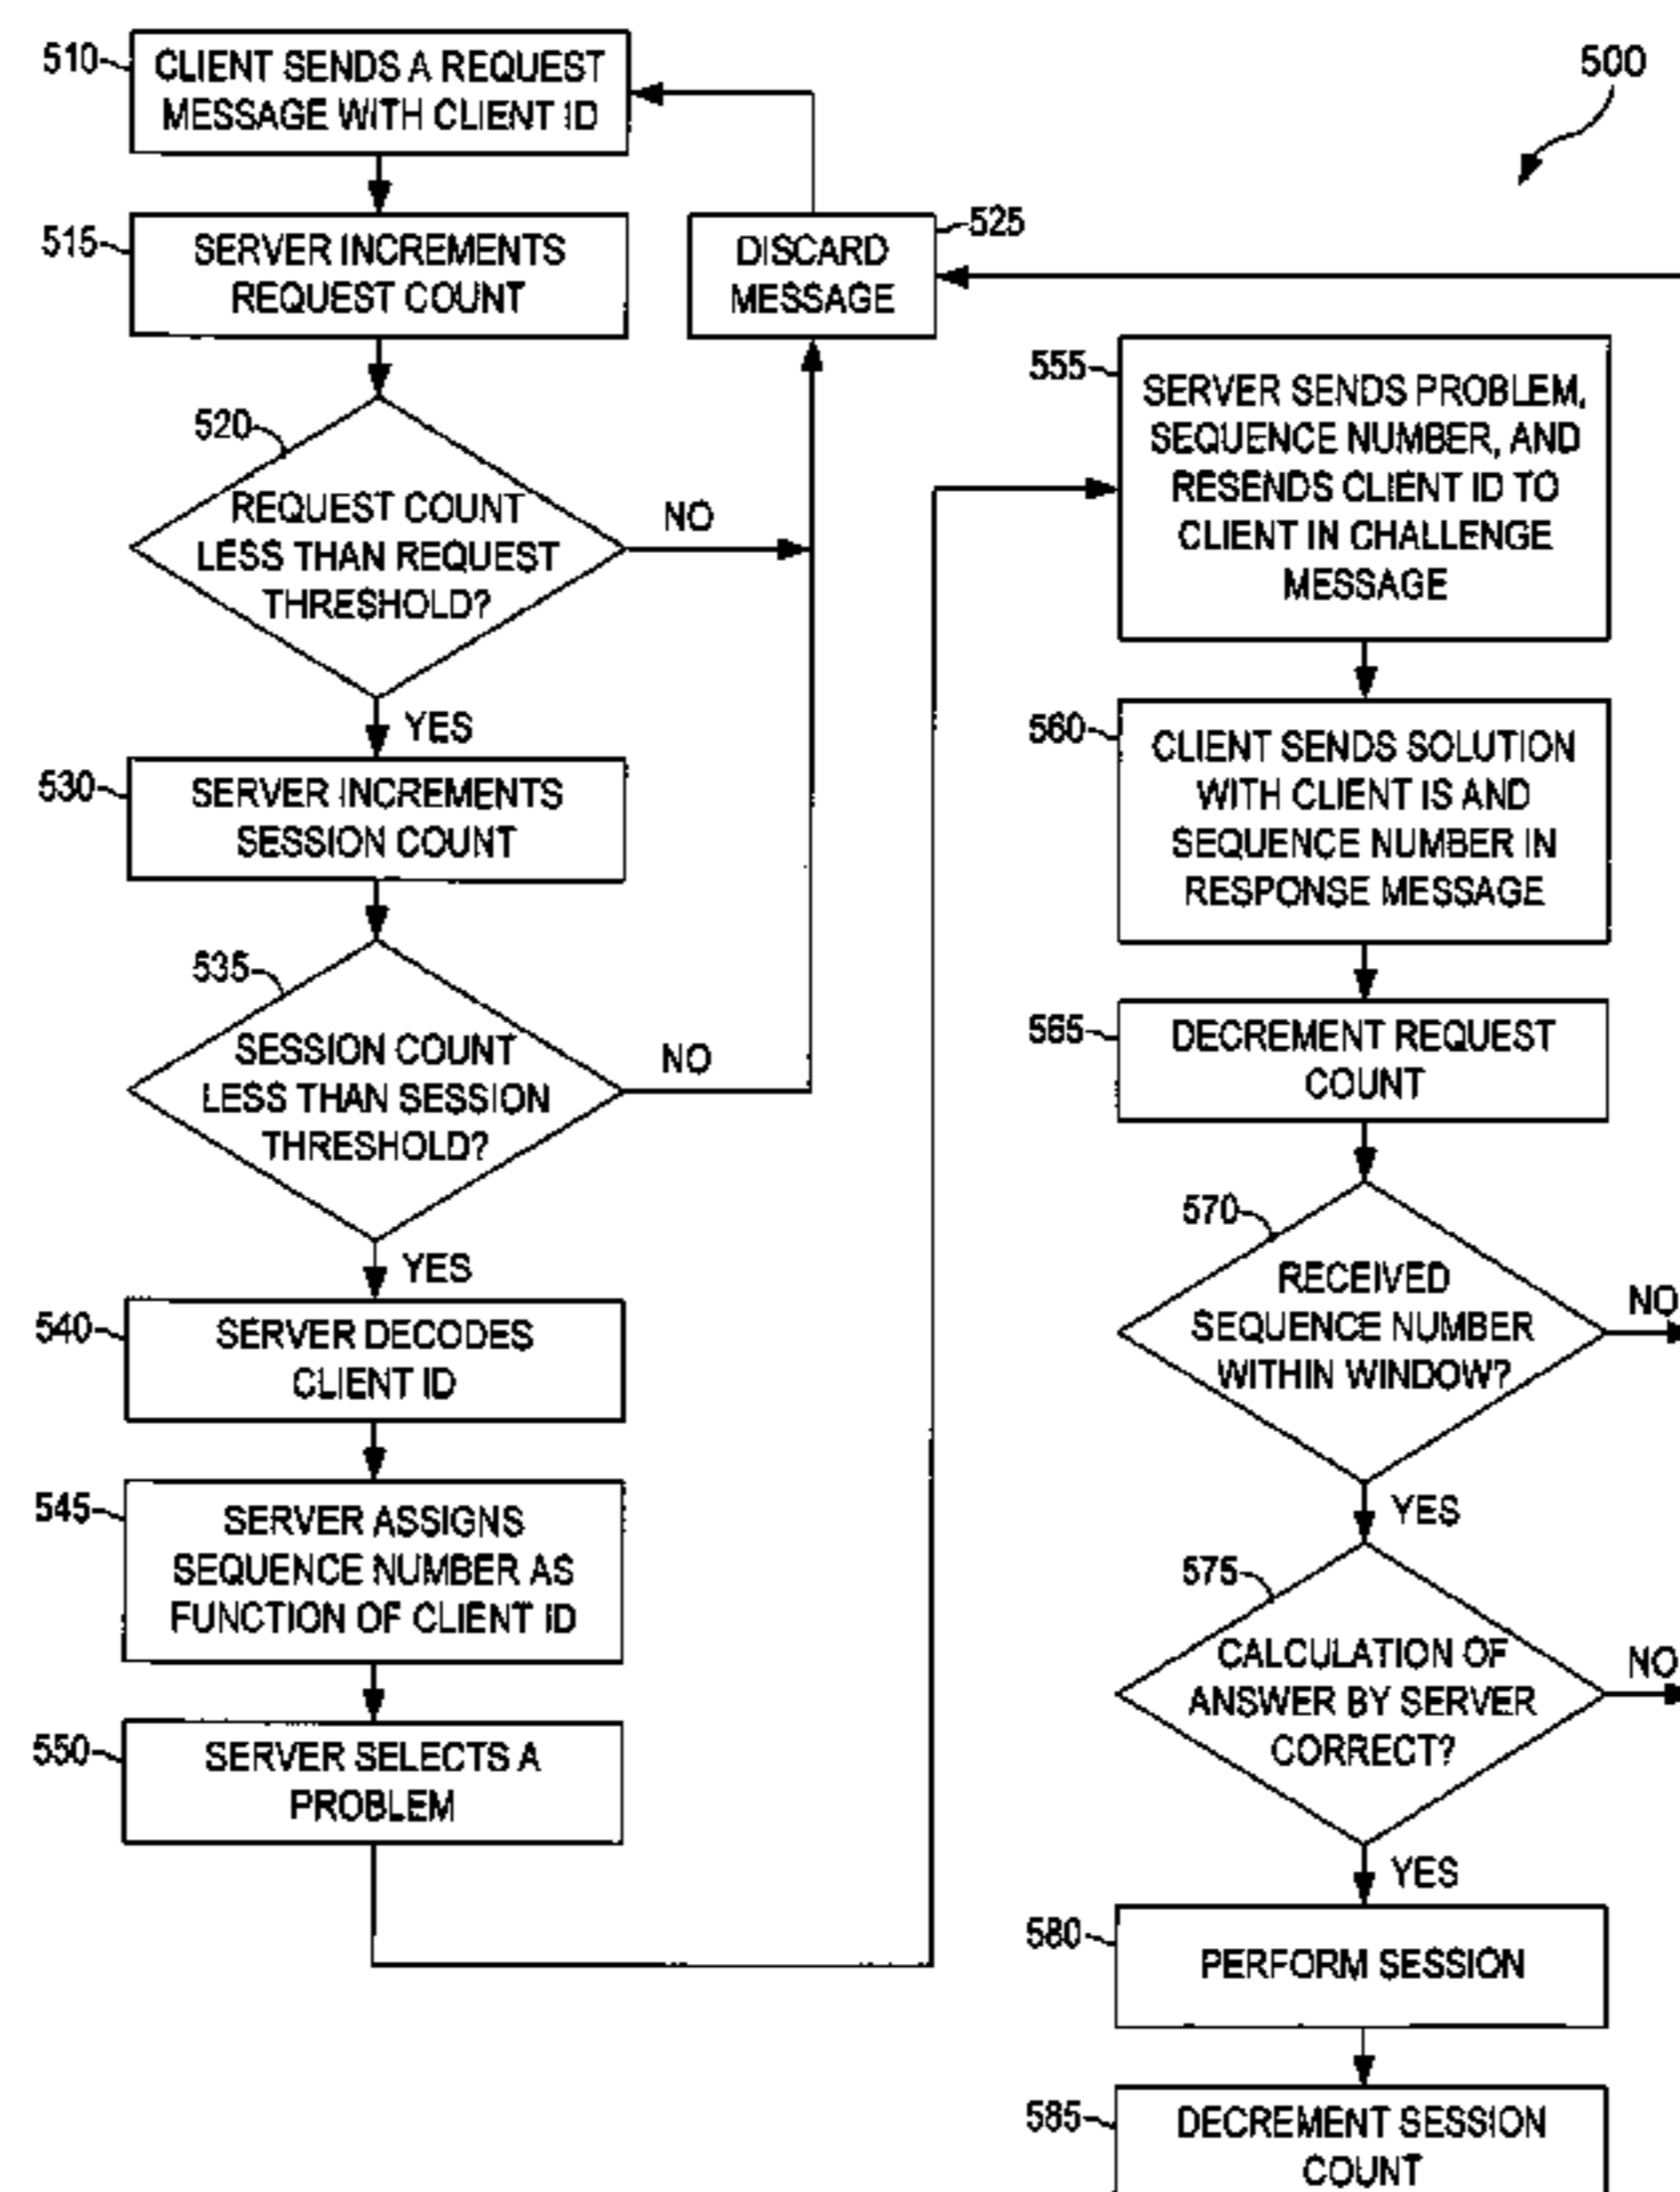 500
510
CLIENT SENDS A REQUEST
MESSAGE WITH CLIENT ID
515
SERVER INCREMENTS
REQUEST COUNT
525
DISCARD
MESSAGE
520
REQUEST COUNT
LESS THAN REQUEST
THRESHOLD?
NO
YES
530
SERVER INCREMENTS
SESSION COUNT
535
SESSION COUNT
LESS THAN SESSION
THRESHOLD?
NO
YES
540
SERVER DECODES
CLIENT ID
545
SERVER ASSIGNS
SEQUENCE NUMBER AS
FUNCTION OF CLIENT ID
550
SERVER SELECTS A
PROBLEM
555
SERVER SENDS PROBLEM,
SEQUENCE NUMBER, AND
RESENDS CLIENT ID TO
CLIENT IN CHALLENGE
MESSAGE
560
CLIENT SENDS SOLUTION
WITH CLIENT IS AND
SEQUENCE NUMBER IN
RESPONSE MESSAGE
565
DECREMENT REQUEST
COUNT
570
RECEIVED
SEQUENCE NUMBER
WITHIN WINDOW?
NO
YES
575
CALCULATION OF
ANSWER BY SERVER
CORRECT?
NO
YES
580
PERFORM SESSION
585
DECREMENT SESSION
COUNT